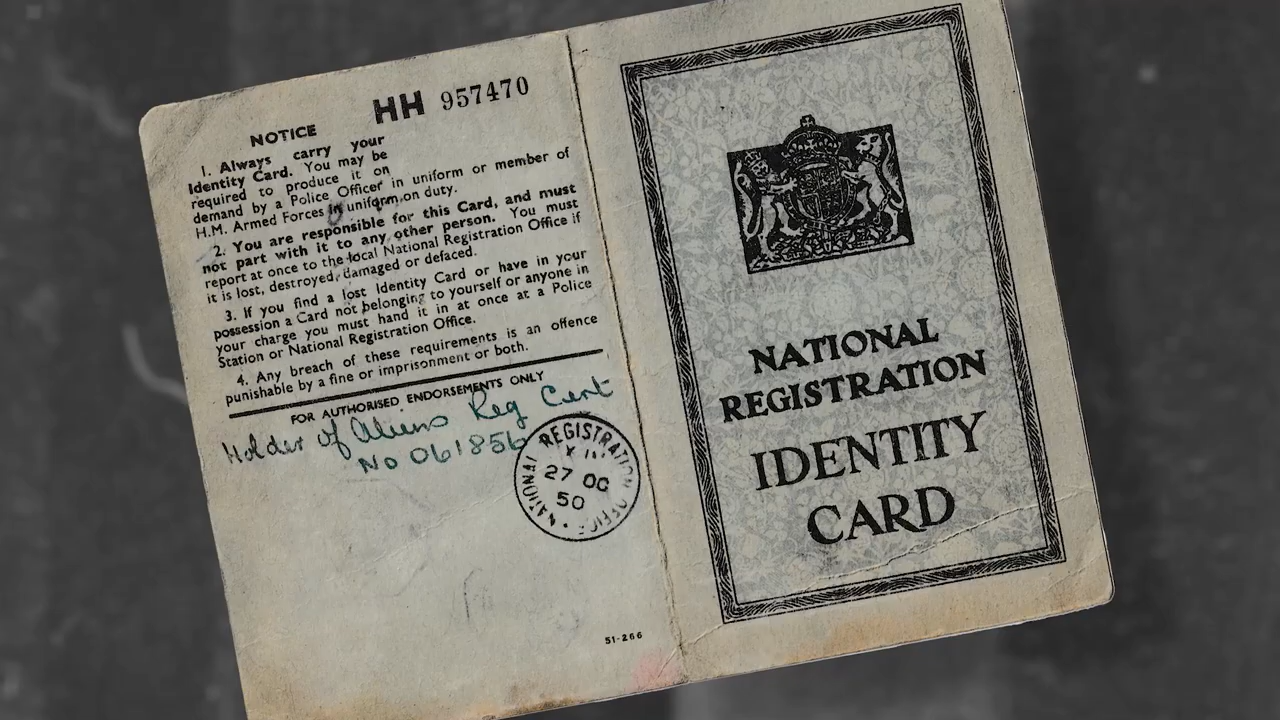 HH 957470
NOTICE
1. Always carry your
Identity Card. You may be
required to produce it on
demand by a Police Officer in uniform or member of
H.M. Armed Forces in uniform on duty.
2. You are responsible for this Card, and must
not part with it to any other person. You must
report at once to the local National Registration Office if
it is lost, destroyed, damaged or defaced.
3. If you find a lost Identity Card or have in your
possession a Card not belonging to yourself or anyone in
your charge you must hand it in at once at a Police
Station or National Registration Office.
4. Any breach of these requirements is an offence
punishable by a fine or imprisonment or both.
FOR AUTHORISED ENDORSEMENTS ONLY
Holder of Aliens Reg Cert
No 061856
NATIONAL REGISTRATION OFFICE
27 OC
50
51-266
NATIONAL
REGISTRATION
IDENTITY
CARD